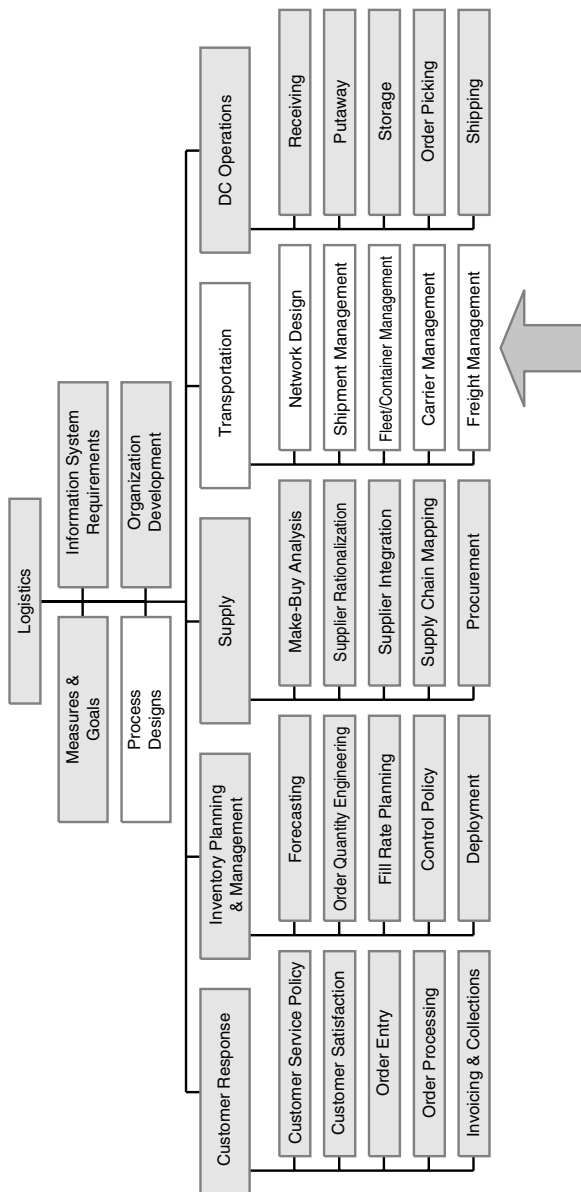 Logistics
Measures &
Goals
Information System
Requirements
Process
Designs
Organization
Development
Customer Response
Customer Service Policy
Customer Satisfaction
Order Entry
Order Processing
Invoicing & Collections
Inventory Planning
& Management
Forecasting
Order Quantity Engineering
Fill Rate Planning
Control Policy
Deployment
Supply
Make-Buy Analysis
Supplier Rationalization
Supplier Integration
Supply Chain Mapping
Procurement
Transportation
Network Design
Shipment Management
Fleet/Container Management
Carrier Management
Freight Management
DC Operations
Receiving
Putaway
Storage
Order Picking
Shipping